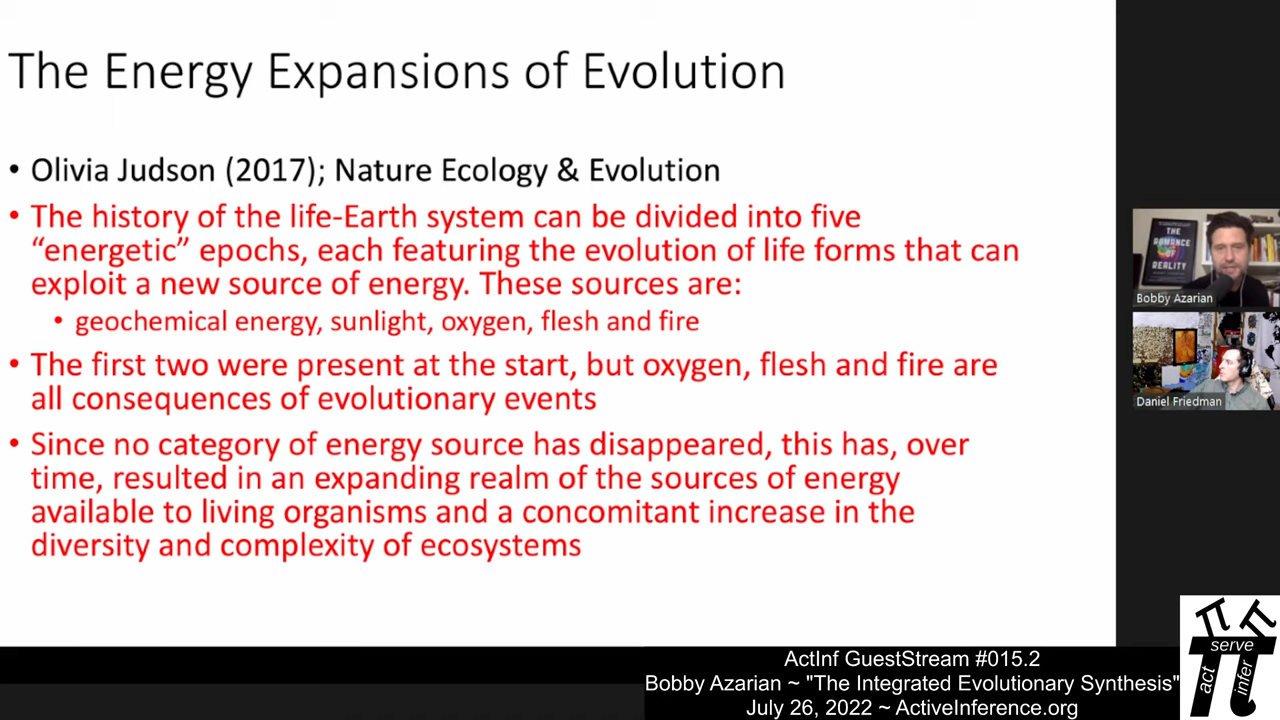 The Energy Expansions of Evolution
• Olivia Judson (2017); Nature Ecology & Evolution
• The history of the life-Earth system can be divided into five
“energetic” epochs, each featuring the evolution of life forms that can
exploit a new source of energy. These sources are:
• geochemical energy, sunlight, oxygen, flesh and fire
• The first two were present at the start, but oxygen, flesh and fire are
all consequences of evolutionary events
• Since no category of energy source has disappeared, this has, over
time, resulted in an expanding realm of the sources of energy
available to living organisms and a concomitant increase in the
diversity and complexity of ecosystems
THE
ROMANCE
OF
REALITY
Bobby Azarian
Daniel Friedman
π π
π
serve
act
infer
ActInf GuestStream #015.2
Bobby Azarian ~ "The Integrated Evolutionary Synthesis"
July 26, 2022 ~ ActiveInference.org